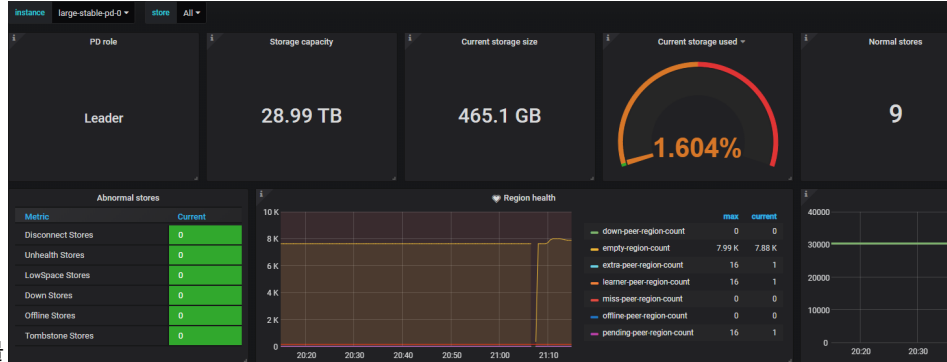 instance large-stable-pd-0 store All
PD role
Storage capacity
Current storage size
Current storage used
Normal stores
Leader
28.99 TB
465.1 GB
1.604%
9
Abnormal stores
Metric Current
Disconnect Stores 0
Unhealth Stores 0
LowSpace Stores 0
Down Stores 0
Offline Stores 0
Tombstone Stores 0
Region health
10 K
8 K
6 K
4 K
2 K
0
20:20 20:30 20:40 20:50 21:00 21:10
max current
down-peer-region-count 0 0
empty-region-count 7.99 K 7.88 K
extra-peer-region-count 16 1
learner-peer-region-count 16 1
miss-peer-region-count 0 0
offline-peer-region-count 0 0
pending-peer-region-count 16 1
40000
30000
20000
10000
0
20:20 20:30